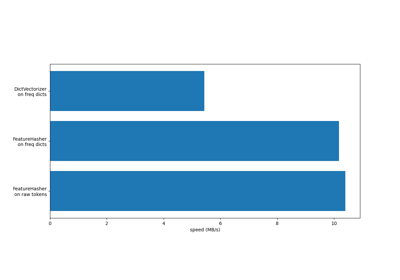 DictVectorizer
on freq dicts
FeatureHasher
on freq dicts
FeatureHasher
on raw tokens
0 2 4 6 8 10
speed (MB/s)